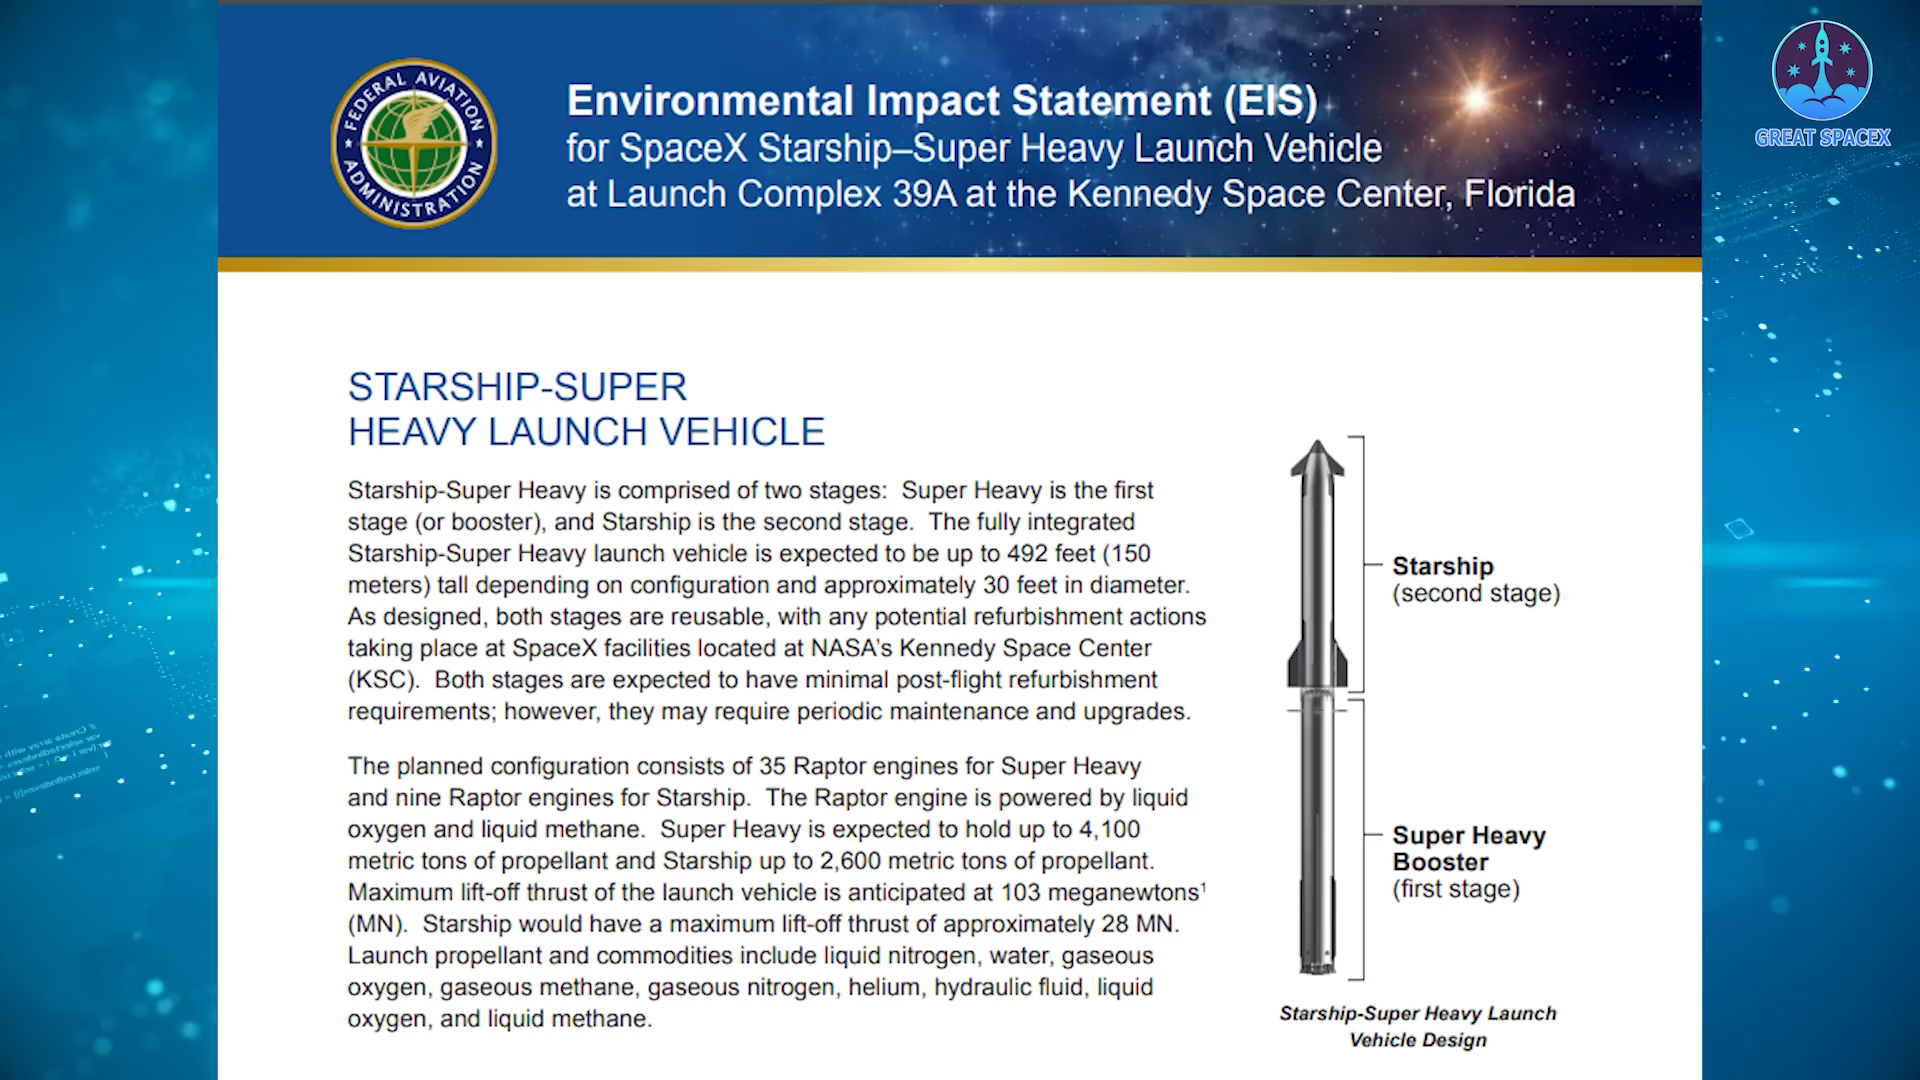 FEDERAL AVIATION
ADMINISTRATION
Environmental Impact Statement (EIS)
for SpaceX Starship–Super Heavy Launch Vehicle
at Launch Complex 39A at the Kennedy Space Center, Florida
GREAT SPACEX
STARSHIP-SUPER
HEAVY LAUNCH VEHICLE
Starship-Super Heavy is comprised of two stages:  Super Heavy is the first
stage (or booster), and Starship is the second stage.  The fully integrated
Starship-Super Heavy launch vehicle is expected to be up to 492 feet (150
meters) tall depending on configuration and approximately 30 feet in diameter.
As designed, both stages are reusable, with any potential refurbishment actions
taking place at SpaceX facilities located at NASA's Kennedy Space Center
(KSC).  Both stages are expected to have minimal post-flight refurbishment
requirements; however, they may require periodic maintenance and upgrades.
The planned configuration consists of 35 Raptor engines for Super Heavy
and nine Raptor engines for Starship.  The Raptor engine is powered by liquid
oxygen and liquid methane.  Super Heavy is expected to hold up to 4,100
metric tons of propellant and Starship up to 2,600 metric tons of propellant.
Maximum lift-off thrust of the launch vehicle is anticipated at 103 meganewtons¹
(MN).  Starship would have a maximum lift-off thrust of approximately 28 MN.
Launch propellant and commodities include liquid nitrogen, water, gaseous
oxygen, gaseous methane, gaseous nitrogen, helium, hydraulic fluid, liquid
oxygen, and liquid methane.
Starship
(second stage)
Super Heavy
Booster
(first stage)
Starship-Super Heavy Launch
Vehicle Design